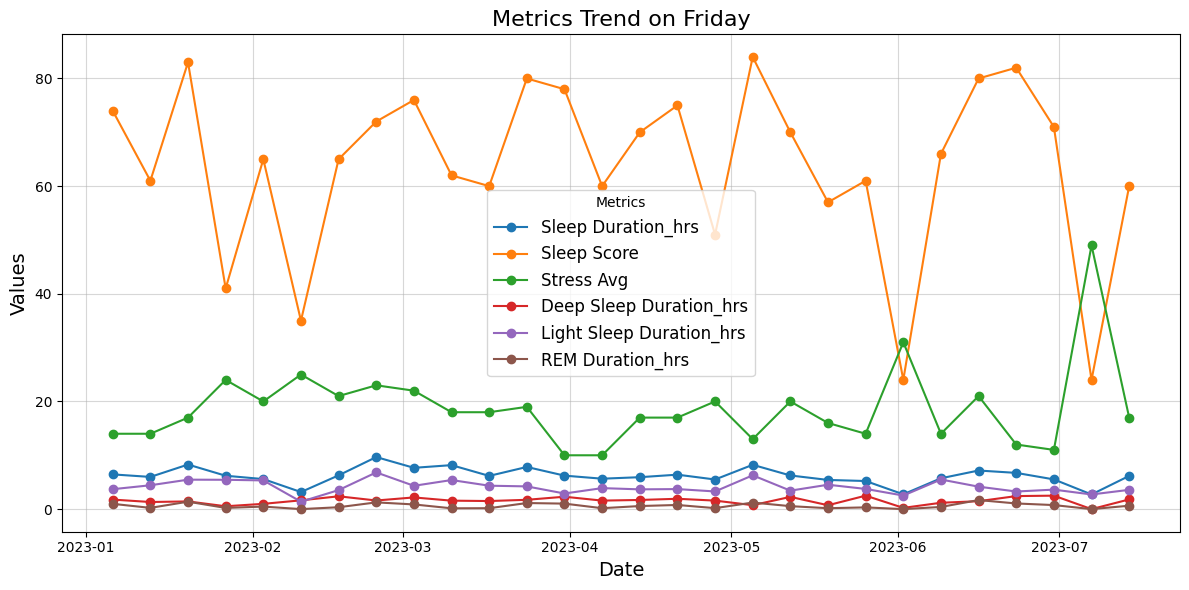 Metrics Trend on Friday
Values
80
60
40
20
0
Metrics
Sleep Duration_hrs
Sleep Score
Stress Avg
Deep Sleep Duration_hrs
Light Sleep Duration_hrs
REM Duration_hrs
2023-01 2023-02 2023-03 2023-04 2023-05 2023-06 2023-07
Date